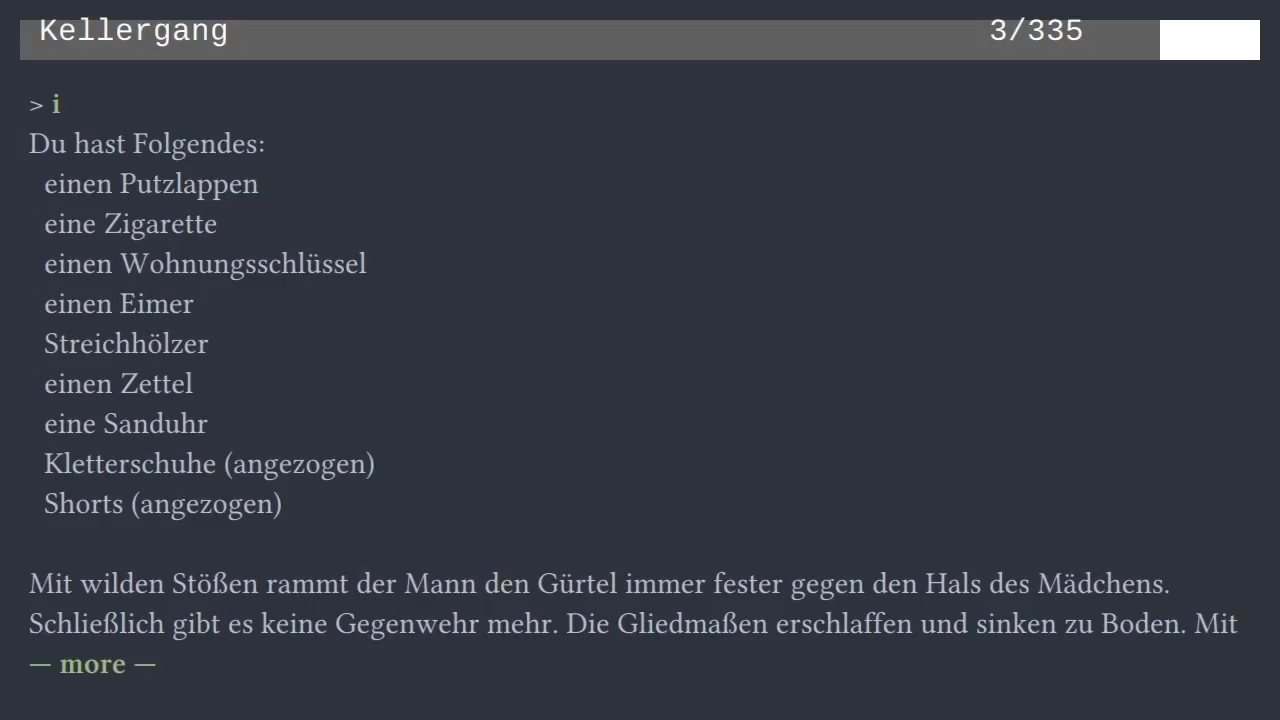 Kellergang 3/335
> i
Du hast Folgendes:
einen Putzlappen
eine Zigarette
einen Wohnungsschlüssel
einen Eimer
Streichhölzer
einen Zettel
eine Sanduhr
Kletterschuhe (angezogen)
Shorts (angezogen)
Mit wilden Stößen rammt der Mann den Gürtel immer fester gegen den Hals des Mädchens.
Schließlich gibt es keine Gegenwehr mehr. Die Gliedmaßen erschlaffen und sinken zu Boden. Mit
— more —